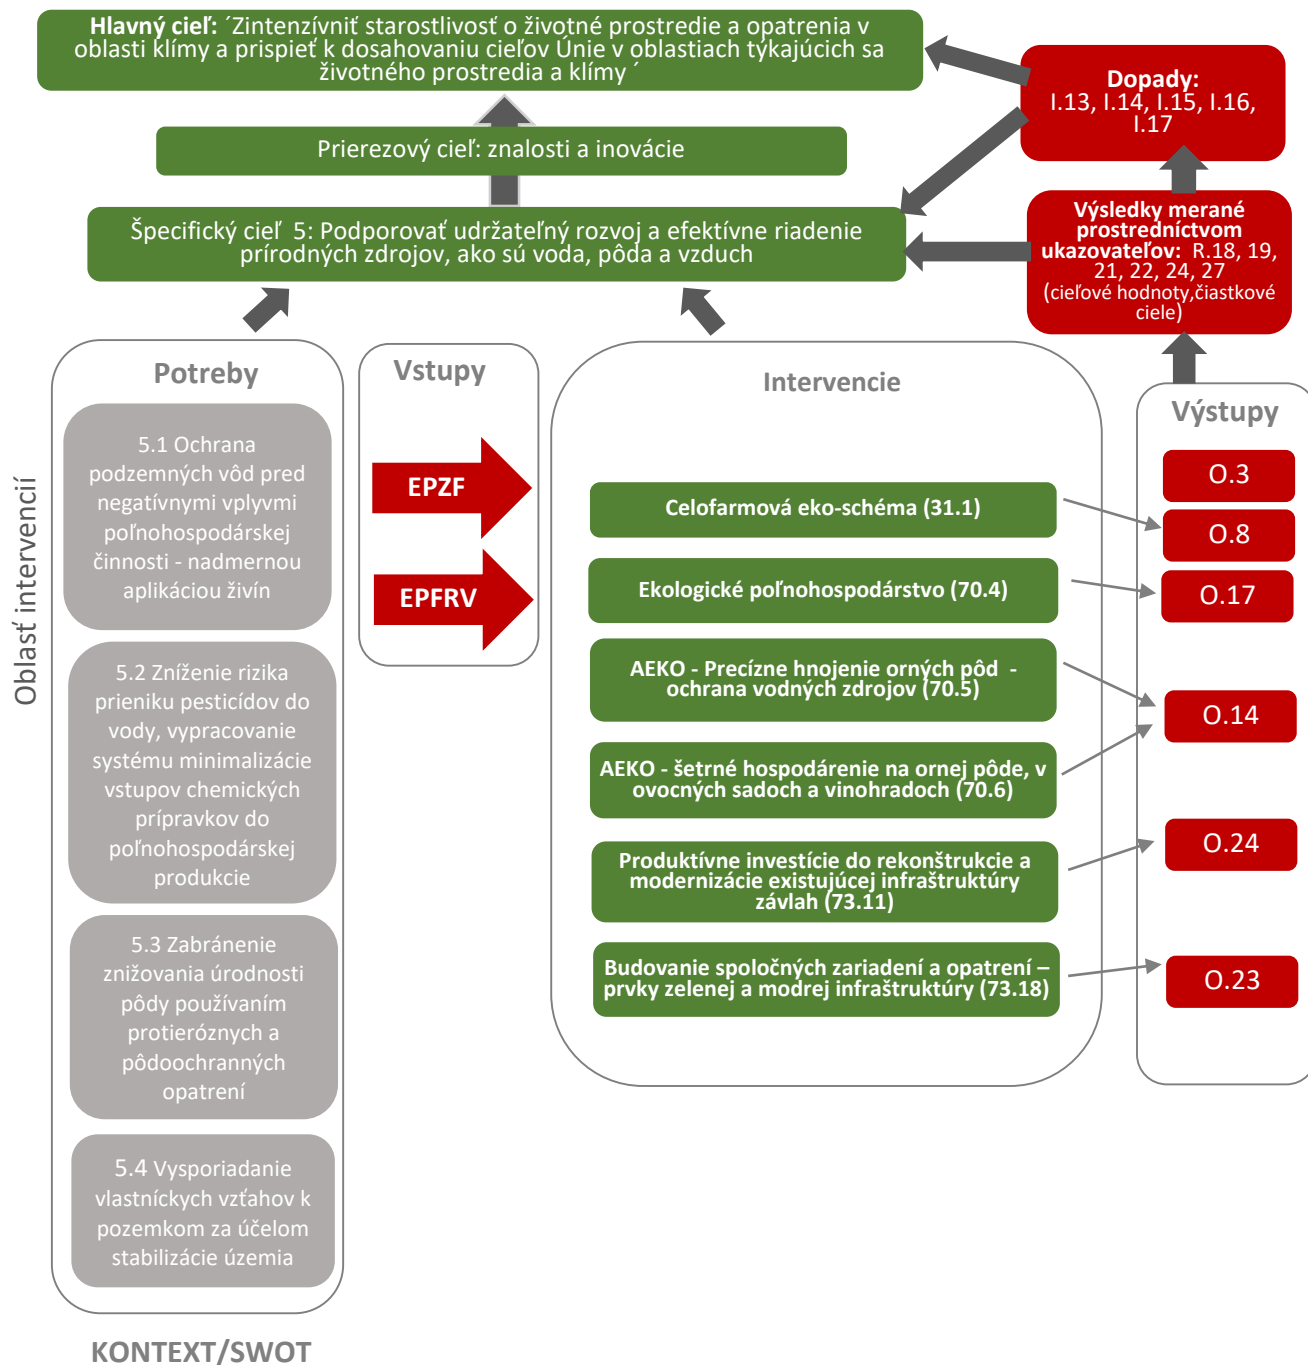 Hlavný cieľ: ´Zintenzívniť starostlivosť o životné prostredie a opatrenia v
oblasti klímy a prispieť k dosahovaniu cieľov Únie v oblastiach týkajúcich sa
životného prostredia a klímy ´
Dopady:
I.13, I.14, I.15, I.16,
I.17
Prierezový cieľ: znalosti a inovácie
Špecifický cieľ 5: Podporovať udržateľný rozvoj a efektívne riadenie
prírodných zdrojov, ako sú voda, pôda a vzduch
Výsledky merané
prostredníctvom
ukazovateľov: R.18, 19,
21, 22, 24, 27
(cieľové hodnoty,čiastkové
ciele)
Oblasť intervencií
Potreby
5.1 Ochrana
podzemných vôd pred
negatívnymi vplyvmi
poľnohospodárskej
činnosti - nadmernou
aplikáciou živín
5.2 Zníženie rizika
prieniku pesticídov do
vody, vypracovanie
systému minimalizácie
vstupov chemických
prípravkov do
poľnohospodárskej
produkcie
5.3 Zabránenie
znižovania úrodnosti
pôdy používaním
protieróznych a
pôdoochranných
opatrení
5.4 Vysporiadanie
vlastníckych vzťahov k
pozemkom za účelom
stabilizácie územia
KONTEXT/SWOT
Vstupy
EPZF
EPFRV
Intervencie
Celofarmová eko-schéma (31.1)
Ekologické poľnohospodárstvo (70.4)
AEKO - Precízne hnojenie orných pôd -
ochrana vodných zdrojov (70.5)
AEKO - šetrné hospodárenie na ornej pôde, v
ovocných sadoch a vinohradoch (70.6)
Produktívne investície do rekonštrukcie a
modernizácie existujúcej infraštruktúry
závlah (73.11)
Budovanie spoločných zariadení a opatrení –
prvky zelenej a modrej infraštruktúry (73.18)
Výstupy
O.3
O.8
O.17
O.14
O.24
O.23